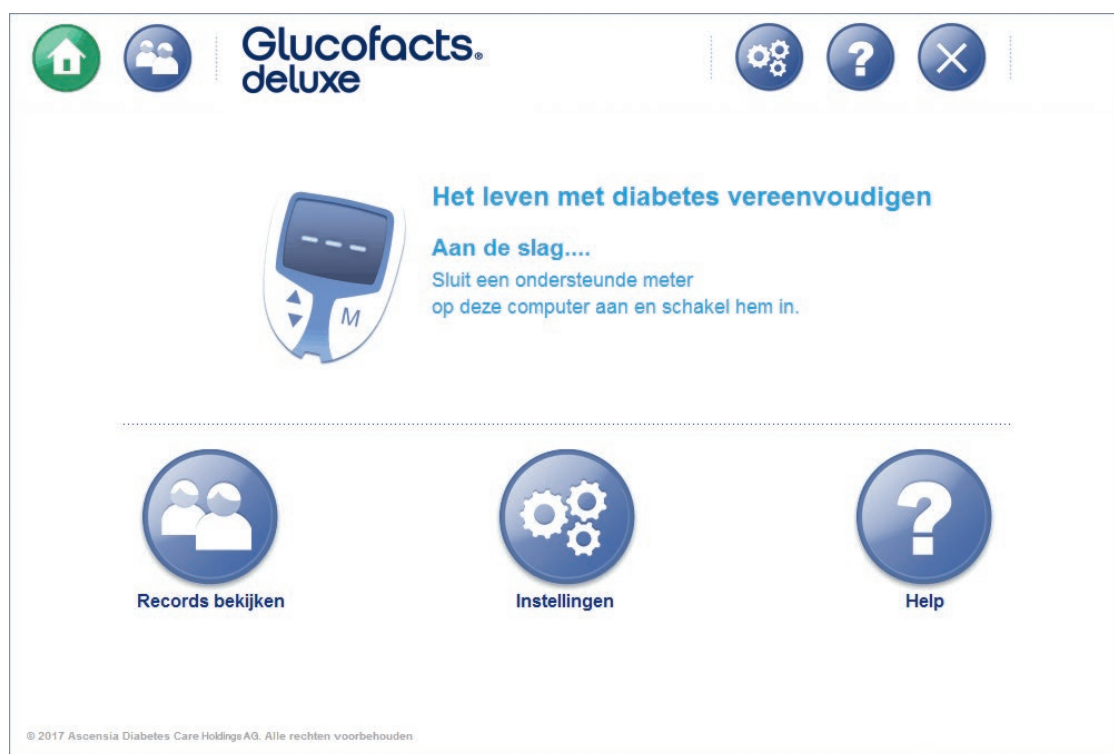 Glucofacts®
deluxe
Het leven met diabetes vereenvoudigen
Aan de slag....
Sluit een ondersteunde meter
op deze computer aan en schakel hem in.
M
Records bekijken
Instellingen
Help
© 2017 Ascensia Diabetes Care Holdings AG. Alle rechten voorbehouden